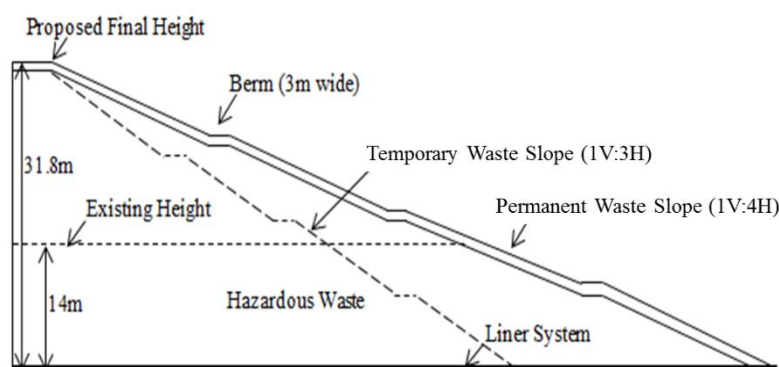 Proposed Final Height
Berm (3m wide)
Temporary Waste Slope (1V:3H)
31.8m
Existing Height
Permanent Waste Slope (1V:4H)
14m
Hazardous Waste
Liner System